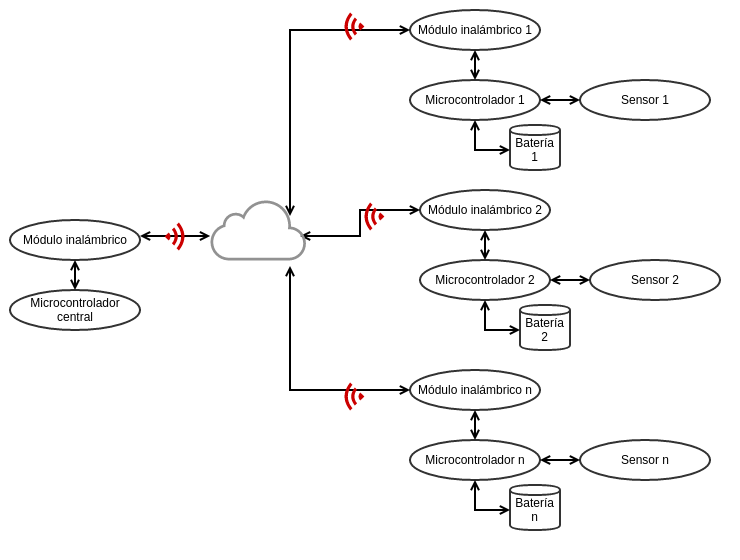 Módulo inalámbrico 1
Microcontrolador 1
Sensor 1
Batería
1
Módulo inalámbrico
Microcontrolador
central
Módulo inalámbrico 2
Microcontrolador 2
Sensor 2
Batería
2
Módulo inalámbrico n
Microcontrolador n
Sensor n
Batería
n